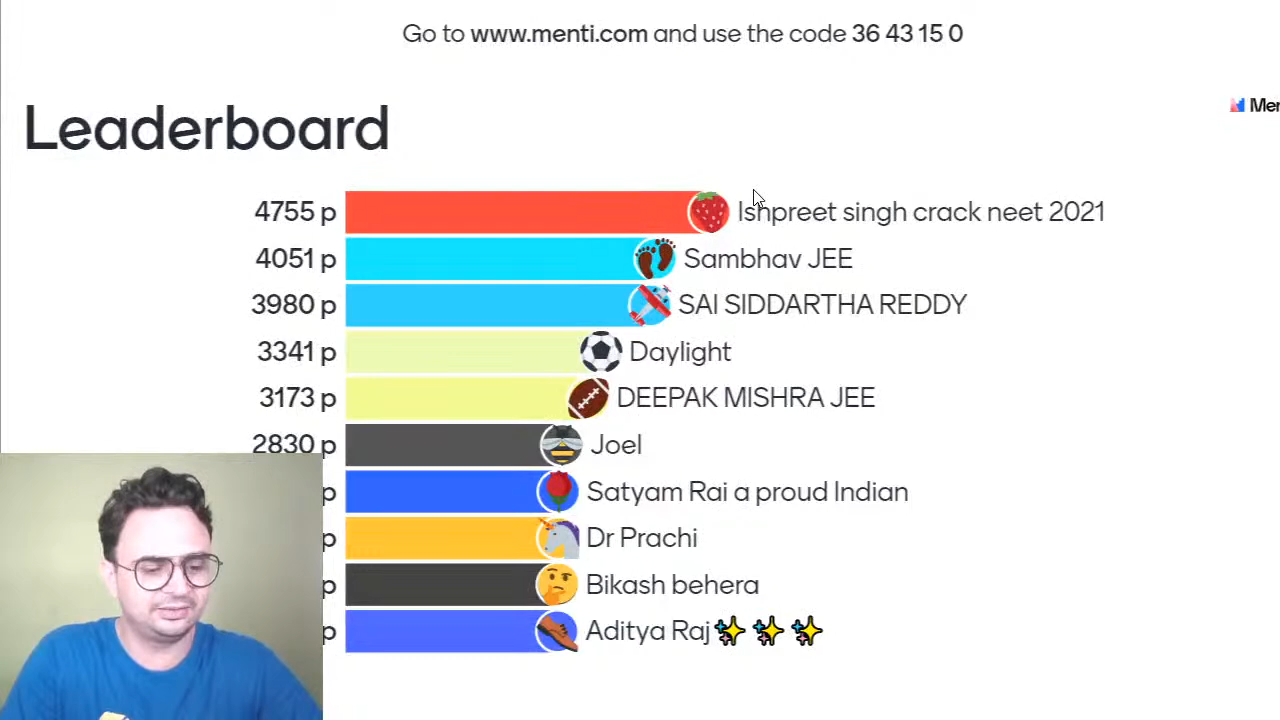 Go to www.menti.com and use the code 36 43 15 0
Leaderboard
4755 p Ishpreet singh crack neet 2021
4051 p Sambhav JEE
3980 p SAI SIDDARTHA REDDY
3341 p Daylight
3173 p DEEPAK MISHRA JEE
2830 p Joel
p Satyam Rai a proud Indian
p Dr Prachi
p Bikash behera
p Aditya Raj✨✨✨